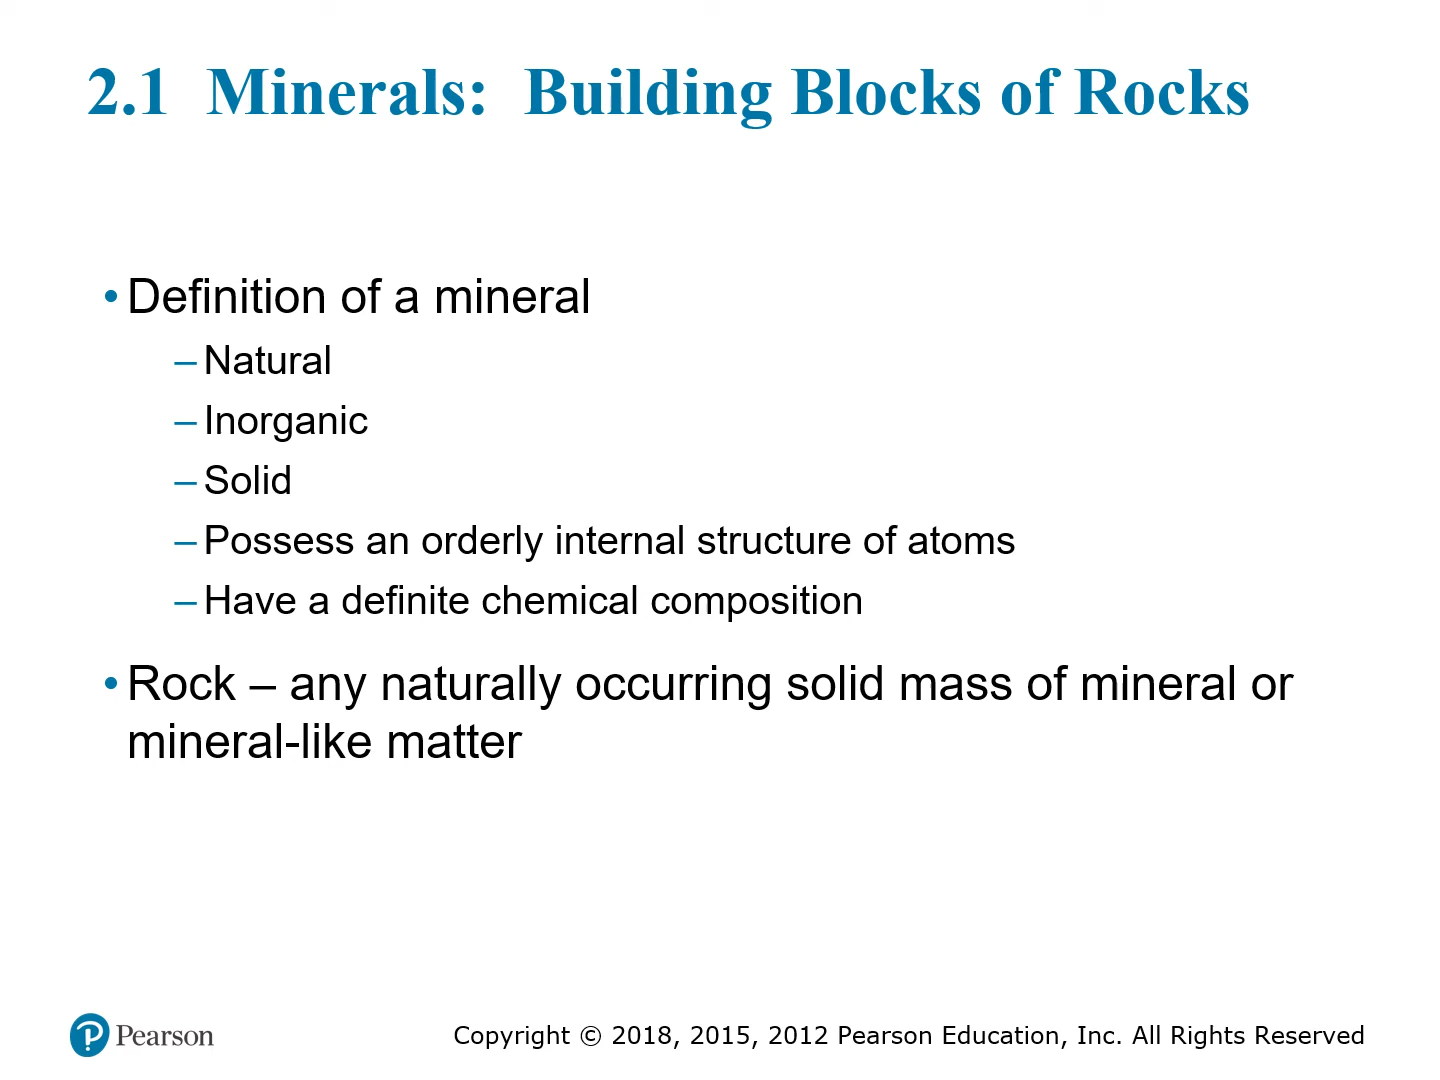 2.1 Minerals: Building Blocks of Rocks
• Definition of a mineral
– Natural
– Inorganic
– Solid
– Possess an orderly internal structure of atoms
– Have a definite chemical composition
• Rock – any naturally occurring solid mass of mineral or
mineral-like matter
Pearson
Copyright © 2018, 2015, 2012 Pearson Education, Inc. All Rights Reserved